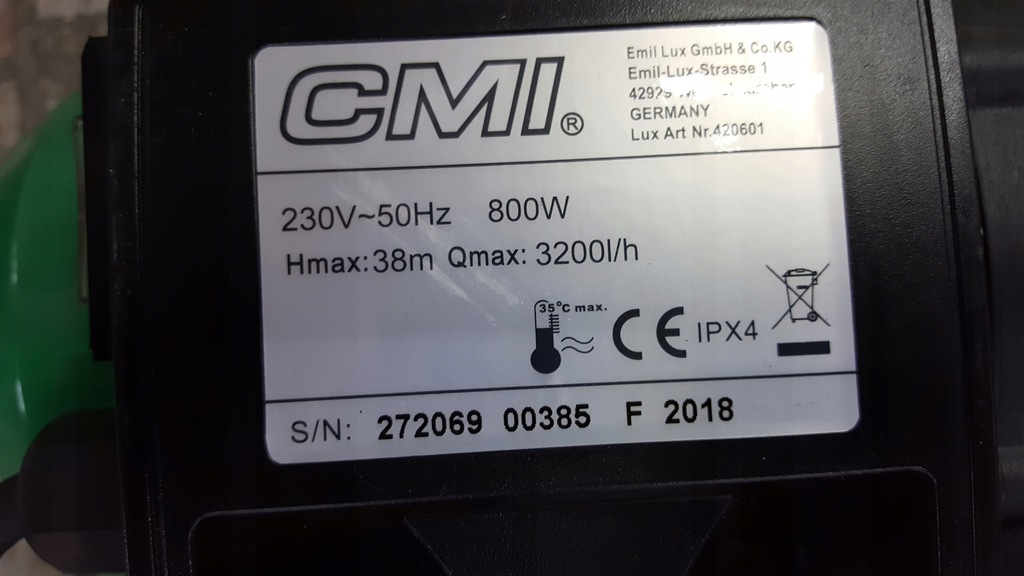 CMI®
Emil Lux GmbH & Co.KG
Emil-Lux-Strasse 1
GERMANY
Lux Art Nr.420601
230V~50Hz 800W
Hmax:38m Qmax: 3200l/h
35°C max.
CE IPX4
S/N: 272069 00385 F 2018